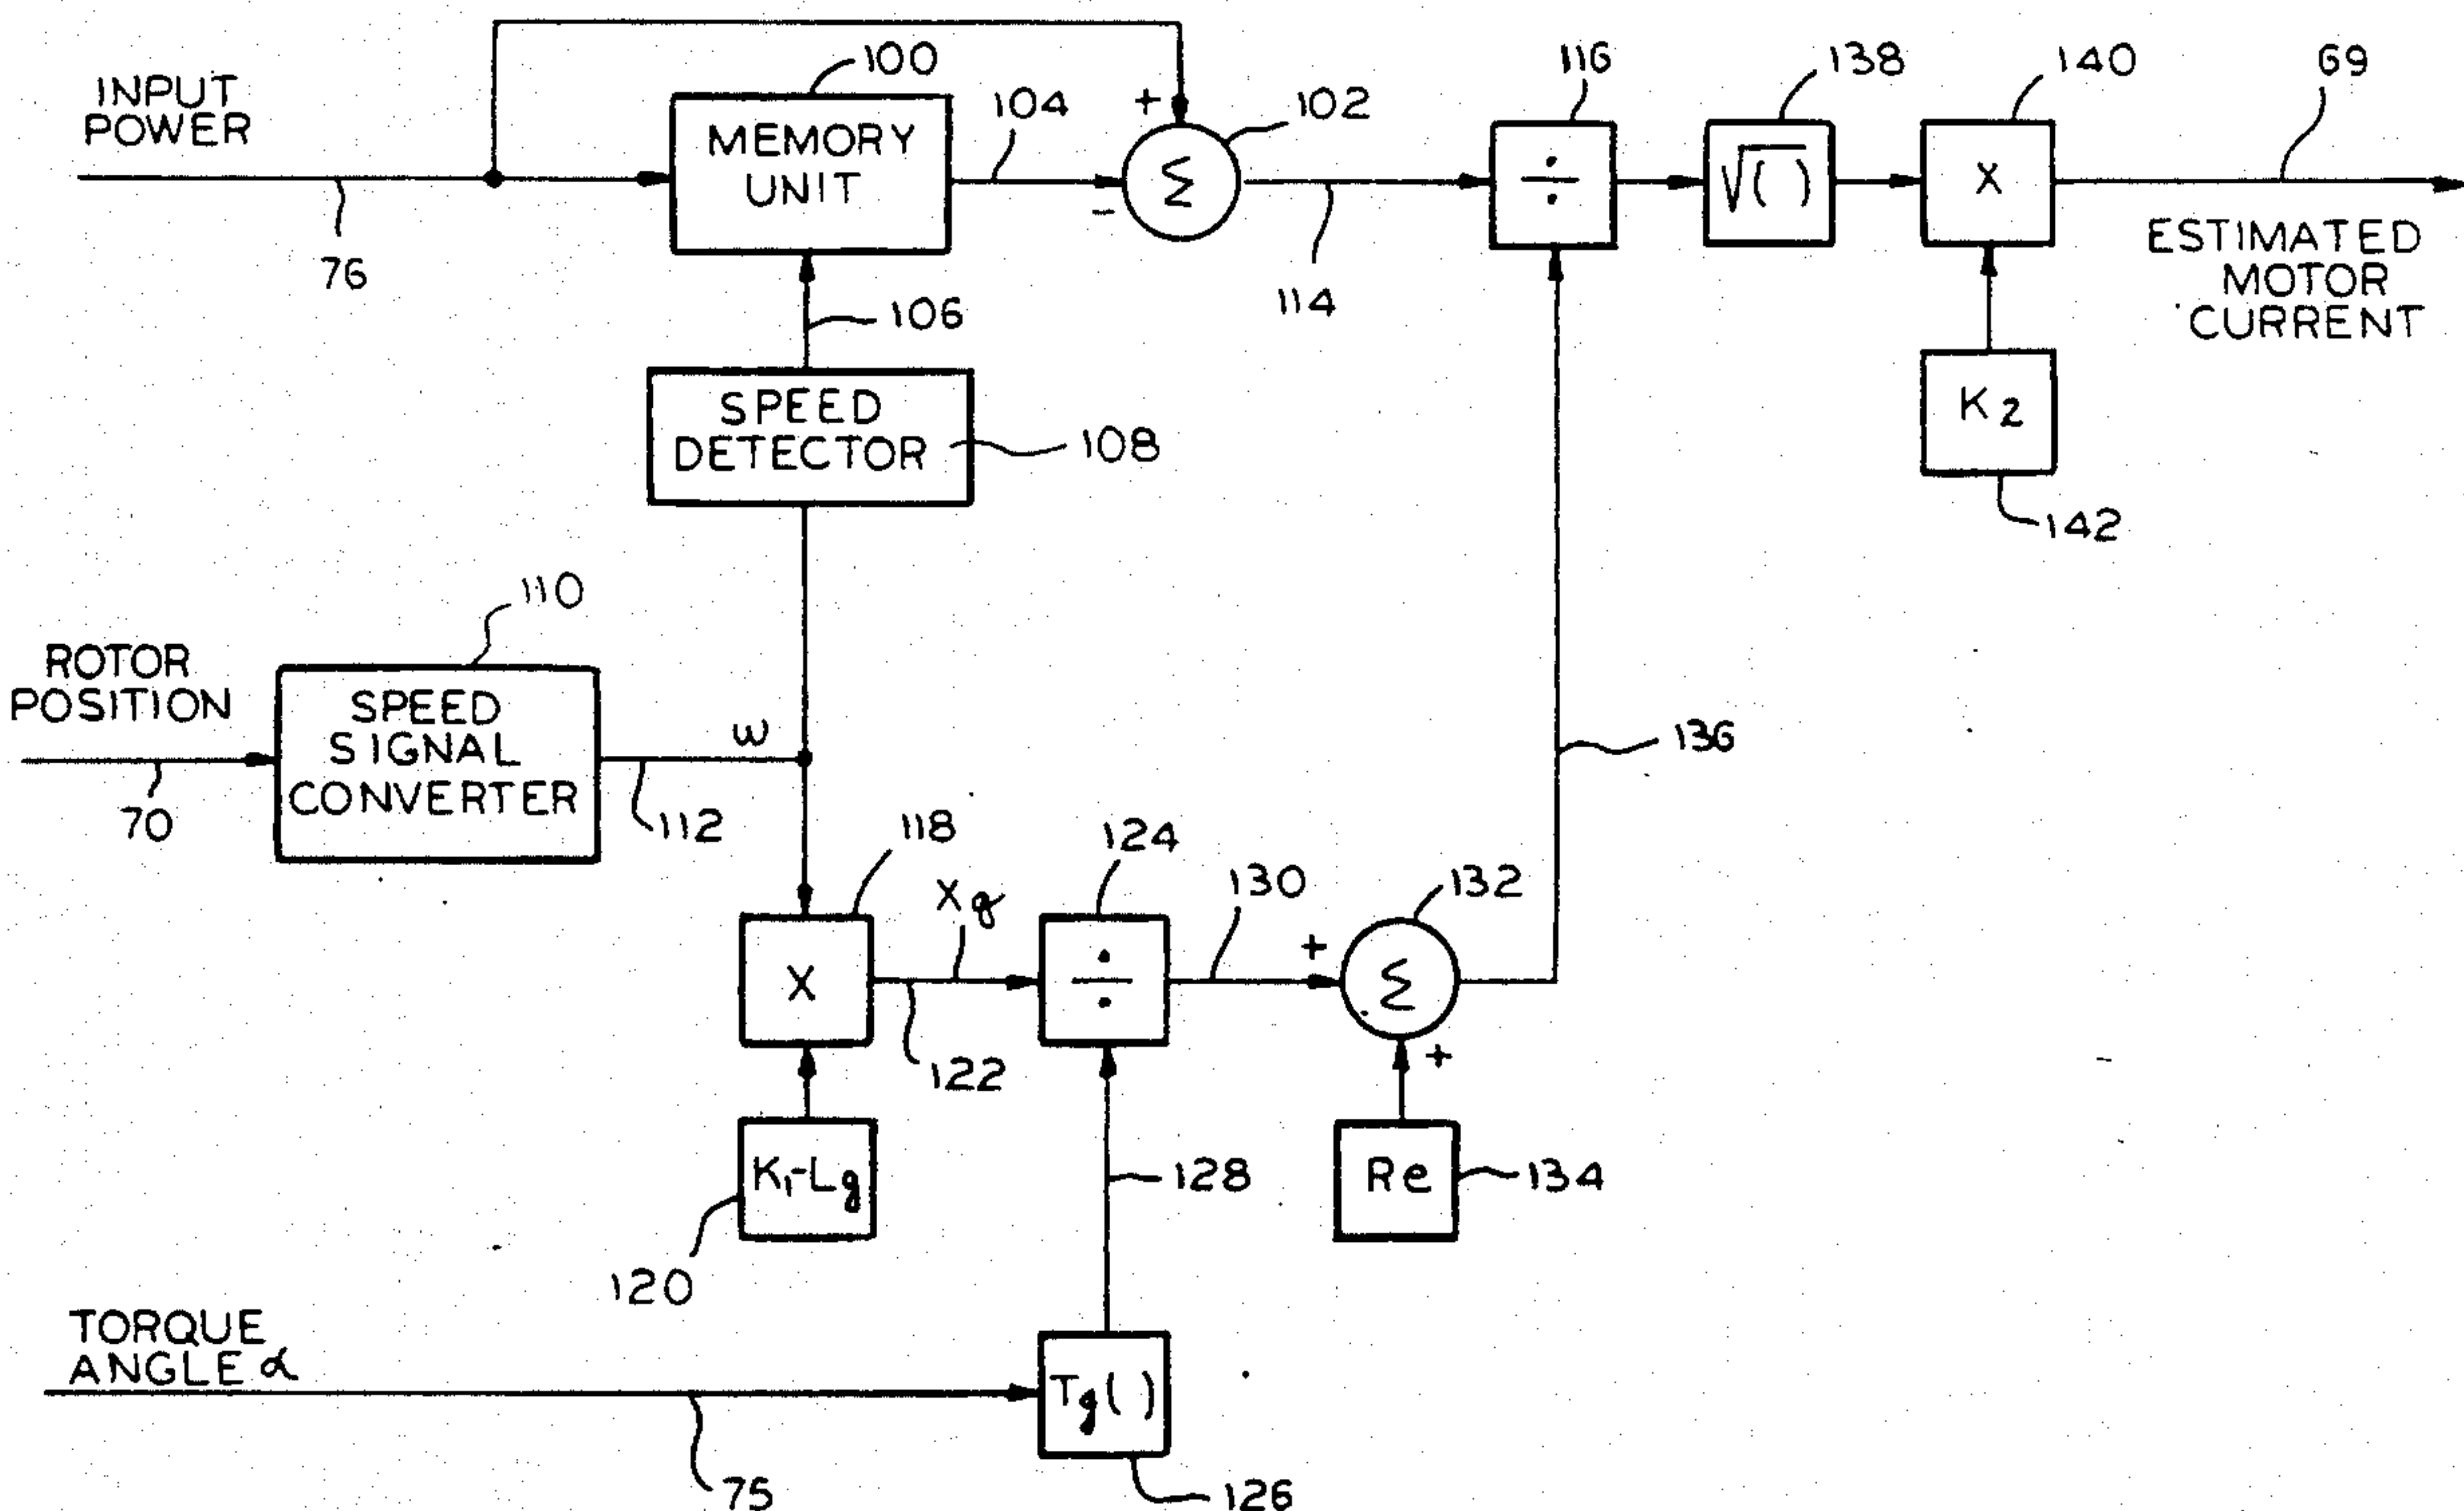 INPUT
POWER
76
100
MEMORY
UNIT
104
+
-
102
Σ
114
116
÷
138
√( )
140
X
69
ESTIMATED
MOTOR
CURRENT
K2
142
106
SPEED
DETECTOR
108
ROTOR
POSITION
70
110
SPEED
SIGNAL
CONVERTER
112
ω
118
X
Xq
122
K1-Lq
120
124
÷
130
+
132
Σ
+
Re
134
136
128
TORQUE
ANGLE α
75
Tg( )
126